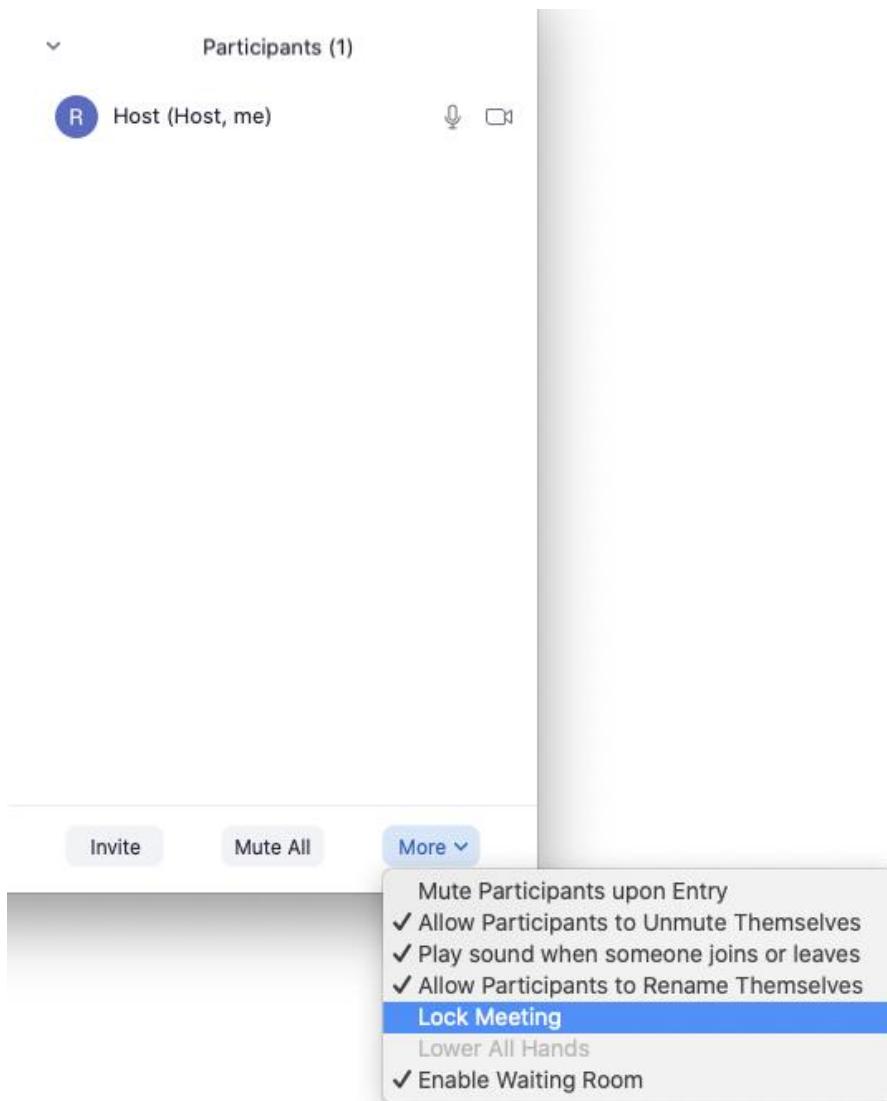 Participants (1)
R Host (Host, me)
Invite Mute All More
Mute Participants upon Entry
✓ Allow Participants to Unmute Themselves
✓ Play sound when someone joins or leaves
✓ Allow Participants to Rename Themselves
Lock Meeting
Lower All Hands
✓ Enable Waiting Room